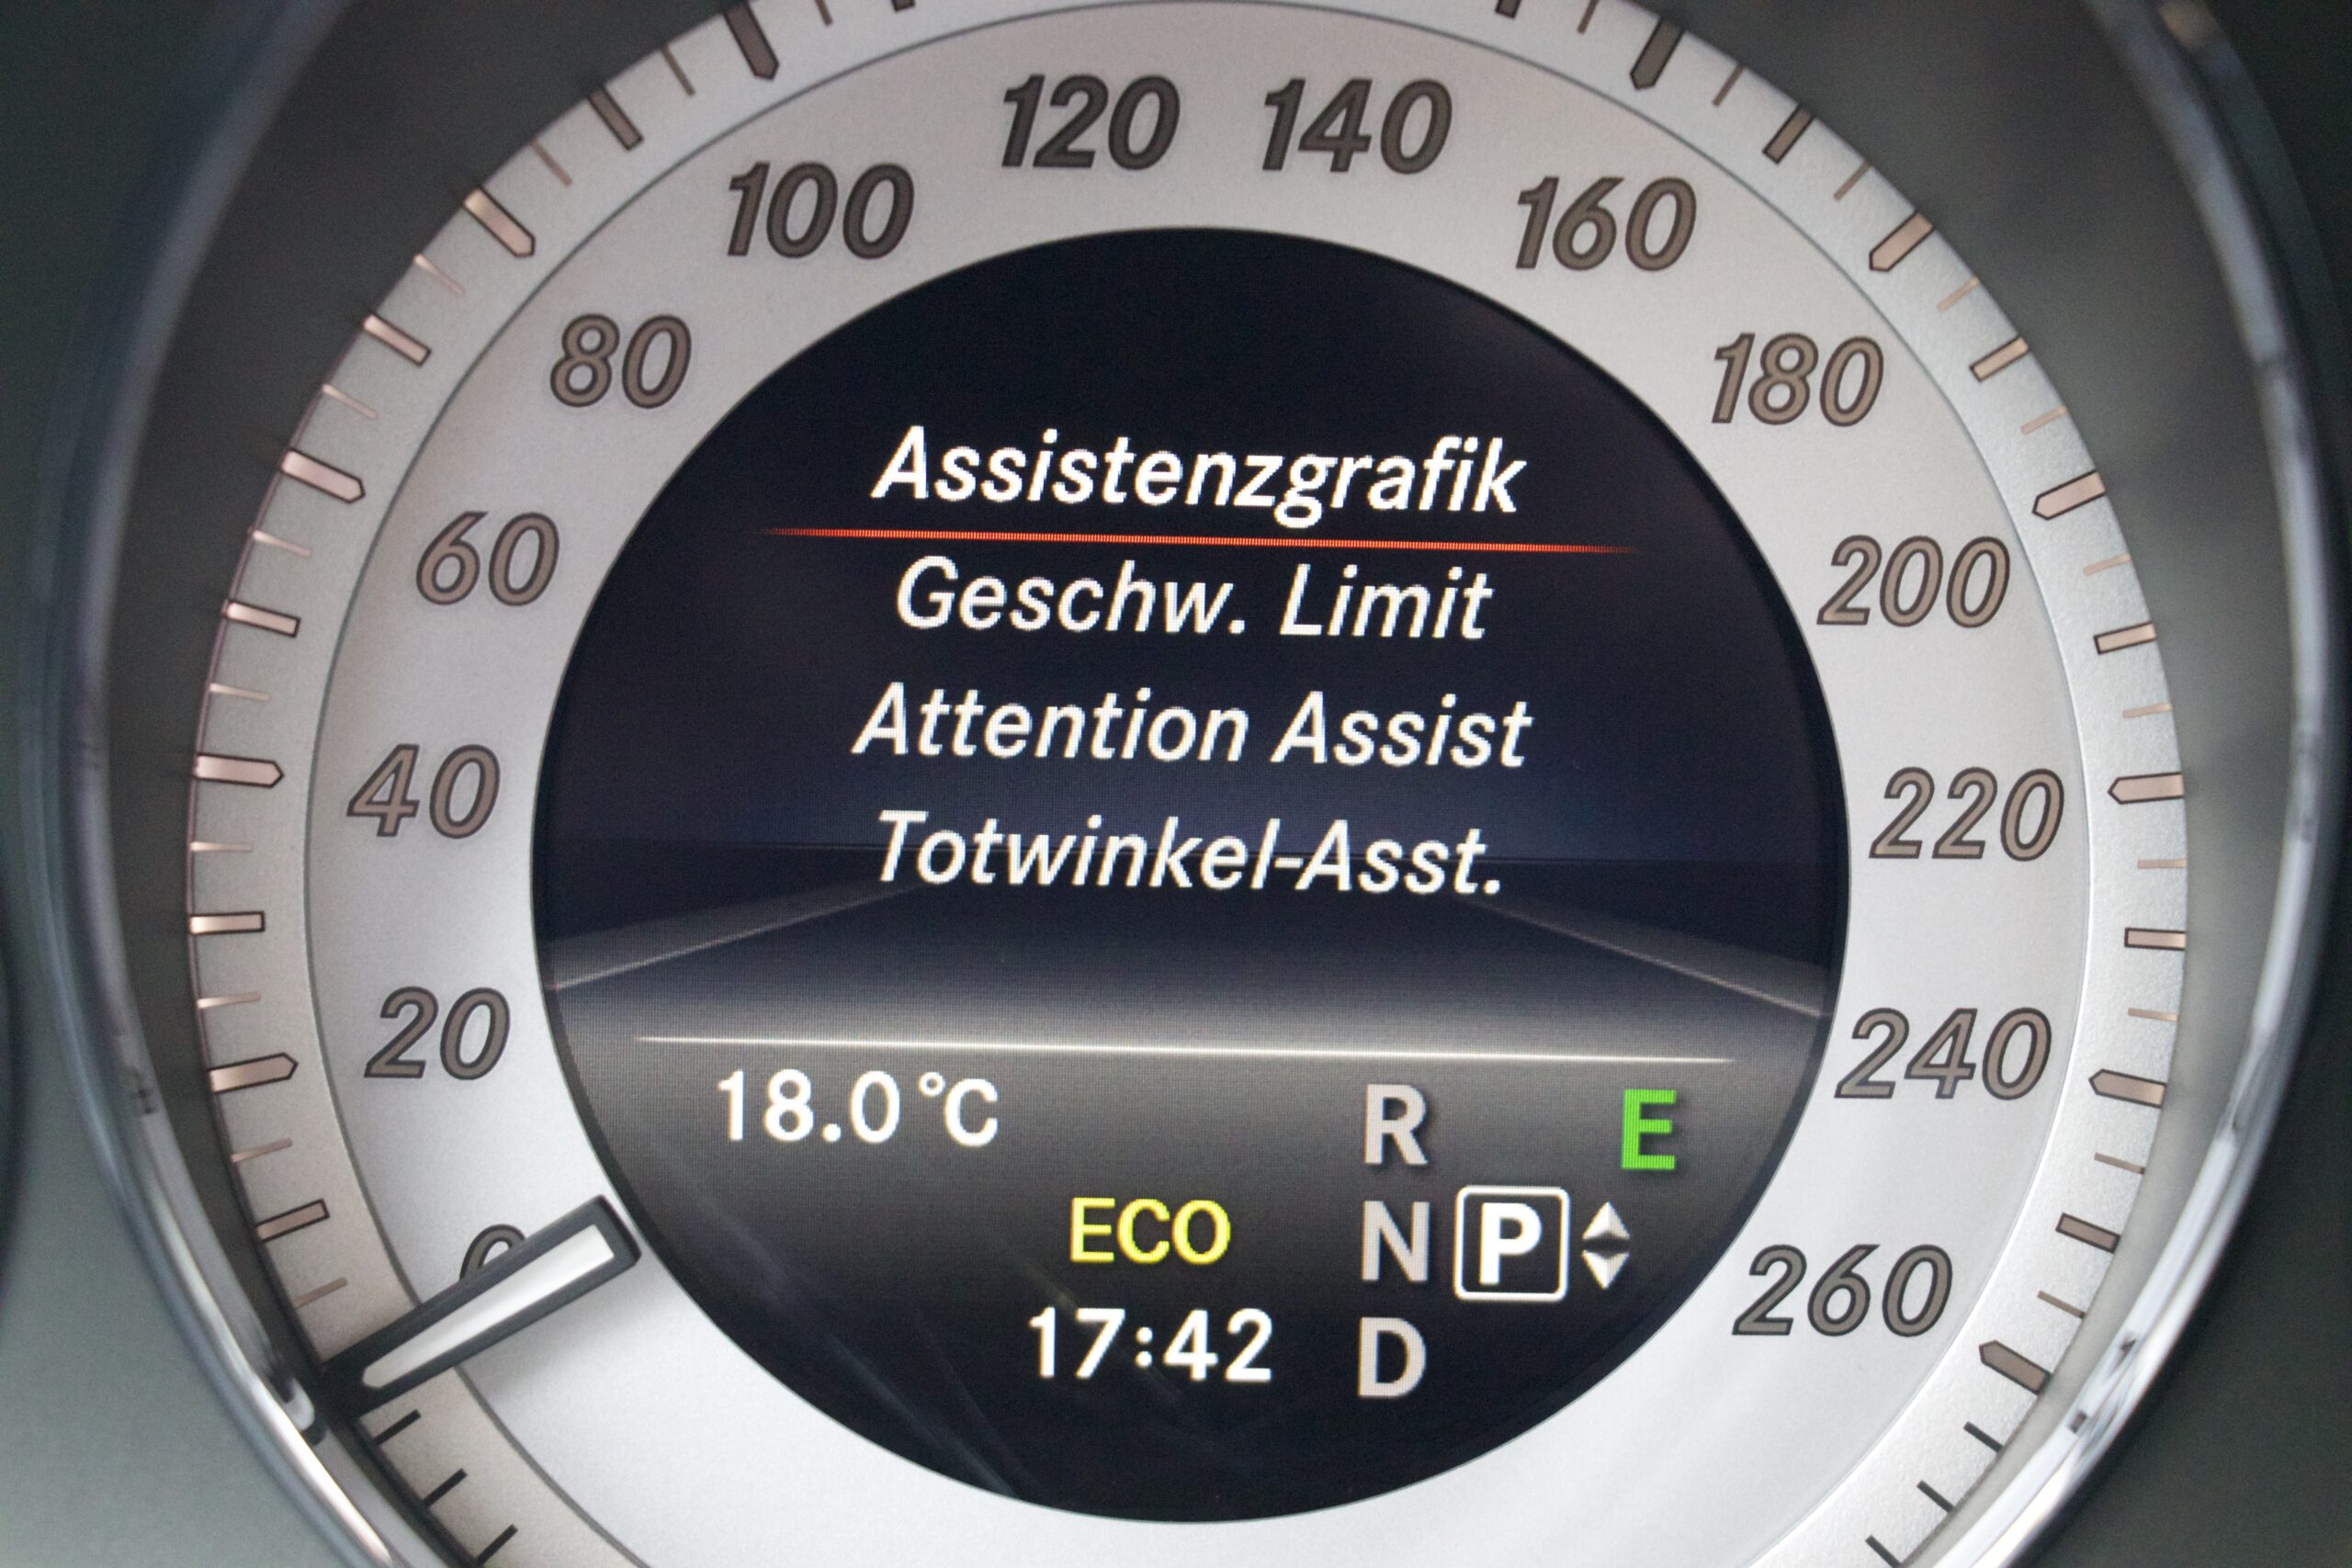 120 140
100 160
80 180
Assistenzgrafik
60 Geschw. Limit 200
Attention Assist
40 220
Totwinkel-Asst.
20 240
18.0 °C R E
0 ECO N P 260
17:42 D